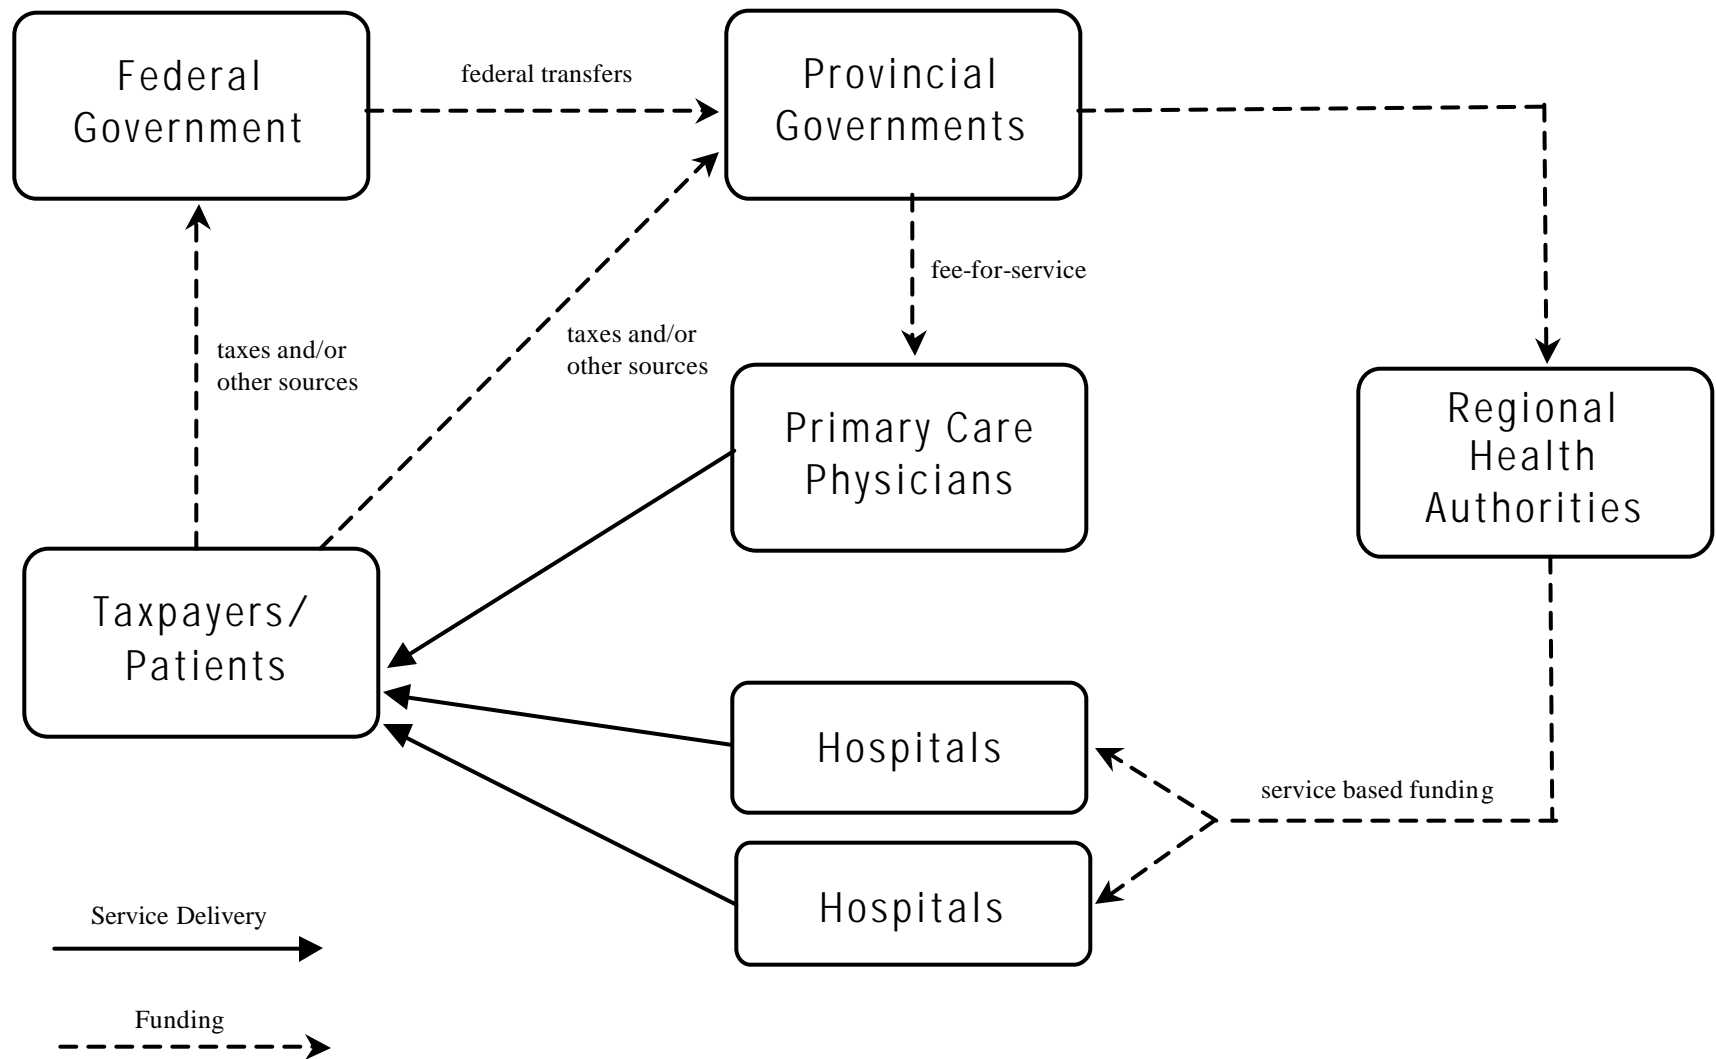 Federal
Government
federal transfers
Provincial
Governments
fee-for-service
taxes and/or
other sources
taxes and/or
other sources
Primary Care
Physicians
Regional
Health
Authorities
Taxpayers/
Patients
Hospitals
service based funding
Hospitals
Service Delivery
Funding